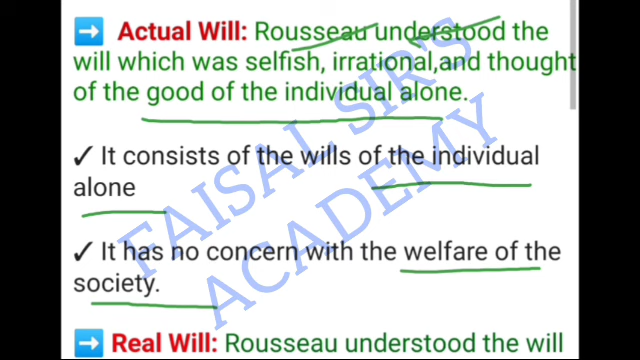 ➡ Actual Will: Rousseau understood the
will which was selfish, irrational,and thought
of the good of the individual alone.
✓ It consists of the wills of the individual
alone
✓ It has no concern with the welfare of the
society.
➡ Real Will: Rousseau understood the will
FAISAL SIR'S
ACADEMY